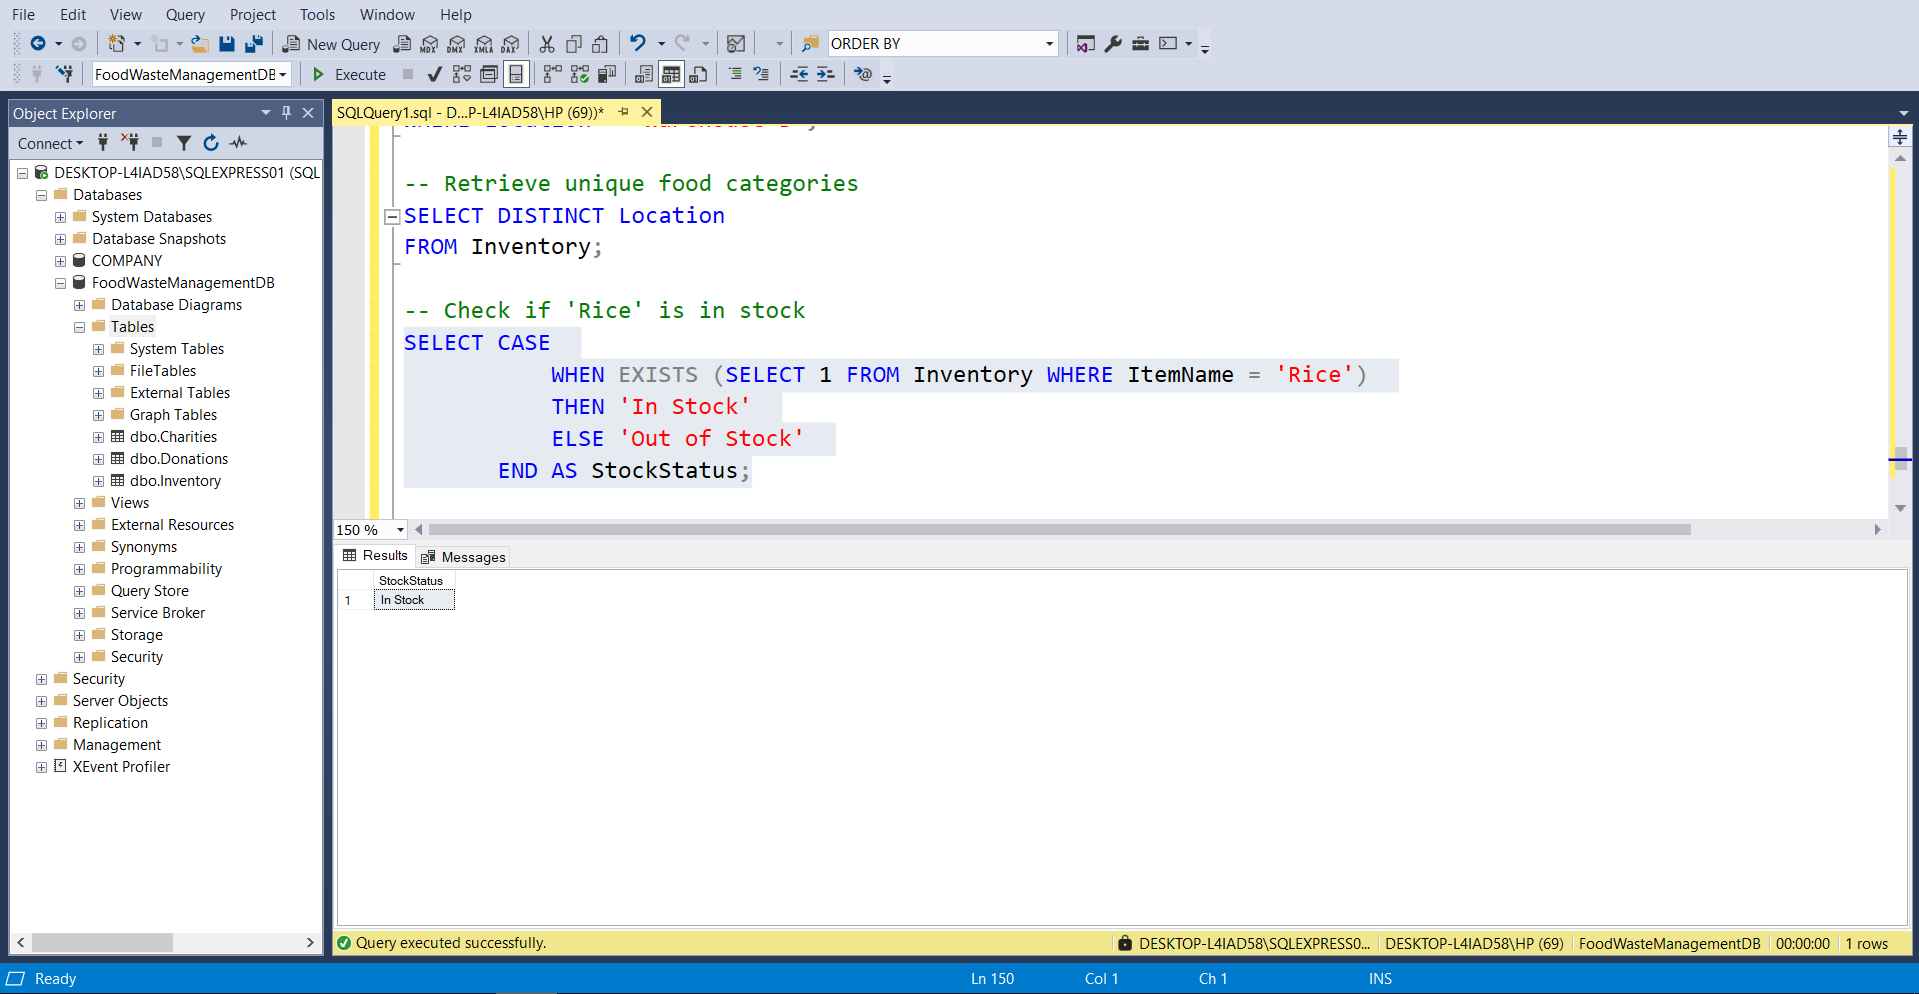 File Edit View Query Project Tools Window Help
New Query MDX DMX XMLA DAX ORDER BY
FoodWasteManagementDB Execute
Object Explorer
Connect
DESKTOP-L4IAD58\SQLEXPRESS01 (SQL
Databases
System Databases
Database Snapshots
COMPANY
FoodWasteManagementDB
Database Diagrams
Tables
System Tables
FileTables
External Tables
Graph Tables
dbo.Charities
dbo.Donations
dbo.Inventory
Views
External Resources
Synonyms
Programmability
Query Store
Service Broker
Storage
Security
Security
Server Objects
Replication
Management
XEvent Profiler
SQLQuery1.sql - D...P-L4IAD58\HP (69))*
-- Retrieve unique food categories
SELECT DISTINCT Location
FROM Inventory;
-- Check if 'Rice' is in stock
SELECT CASE
WHEN EXISTS (SELECT 1 FROM Inventory WHERE ItemName = 'Rice')
THEN 'In Stock'
ELSE 'Out of Stock'
END AS StockStatus;
150 %
Results Messages
StockStatus
1 In Stock
Query executed successfully. DESKTOP-L4IAD58\SQLEXPRESS0... DESKTOP-L4IAD58\HP (69) FoodWasteManagementDB 00:00:00 1 rows
Ready Ln 150 Col 1 Ch 1 INS